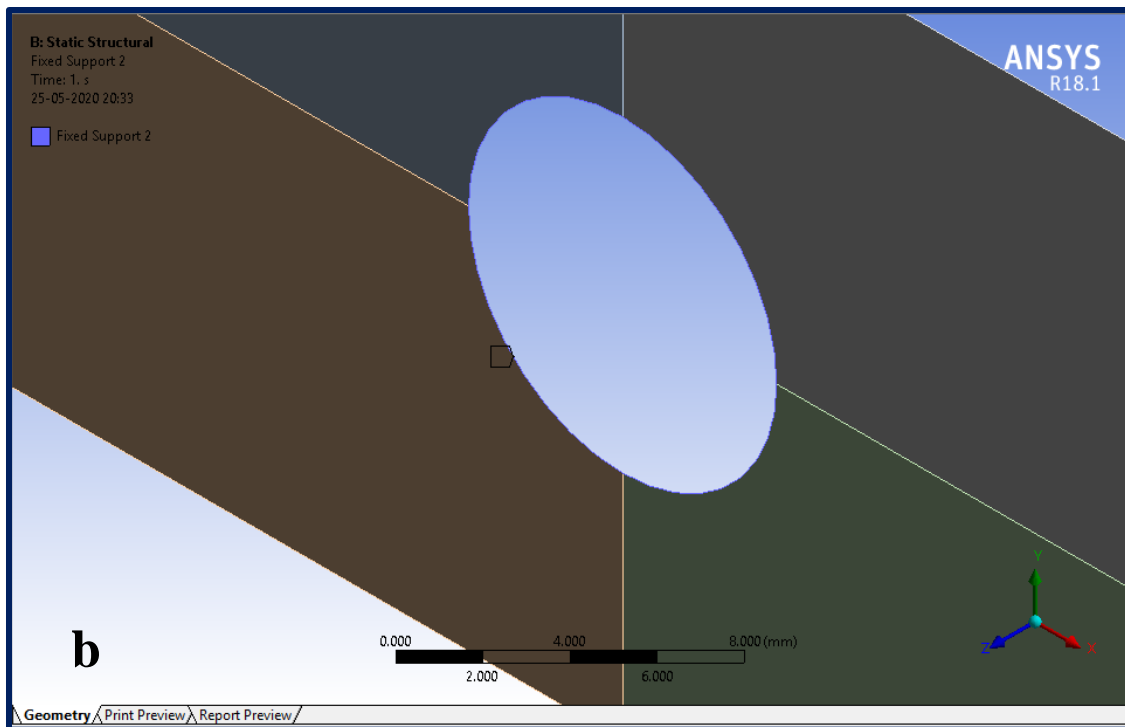 B: Static Structural
Fixed Support 2
Time: 1. s
25-05-2020 20:33
Fixed Support 2
ANSYS
R18.1
b
0.000 4.000 8.000 (mm)
2.000 6.000
Y
Z X
Geometry Print Preview Report Preview